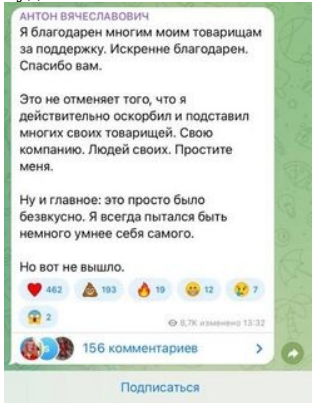 АНТОН ВЯЧЕСЛАВОВИЧ
Я благодарен многим моим товарищам
за поддержку. Искренне благодарен.
Спасибо вам.
Это не отменяет того, что я
действительно оскорбил и подставил
многих своих товарищей. Свою
компанию. Людей своих. Простите
меня.
Ну и главное: это просто было
безвкусно. Я всегда пытался быть
немного умнее себя самого.
Но вот не вышло.
462 193 19 12 7
2
8,7K изменено 13:32
156 комментариев
Подписаться